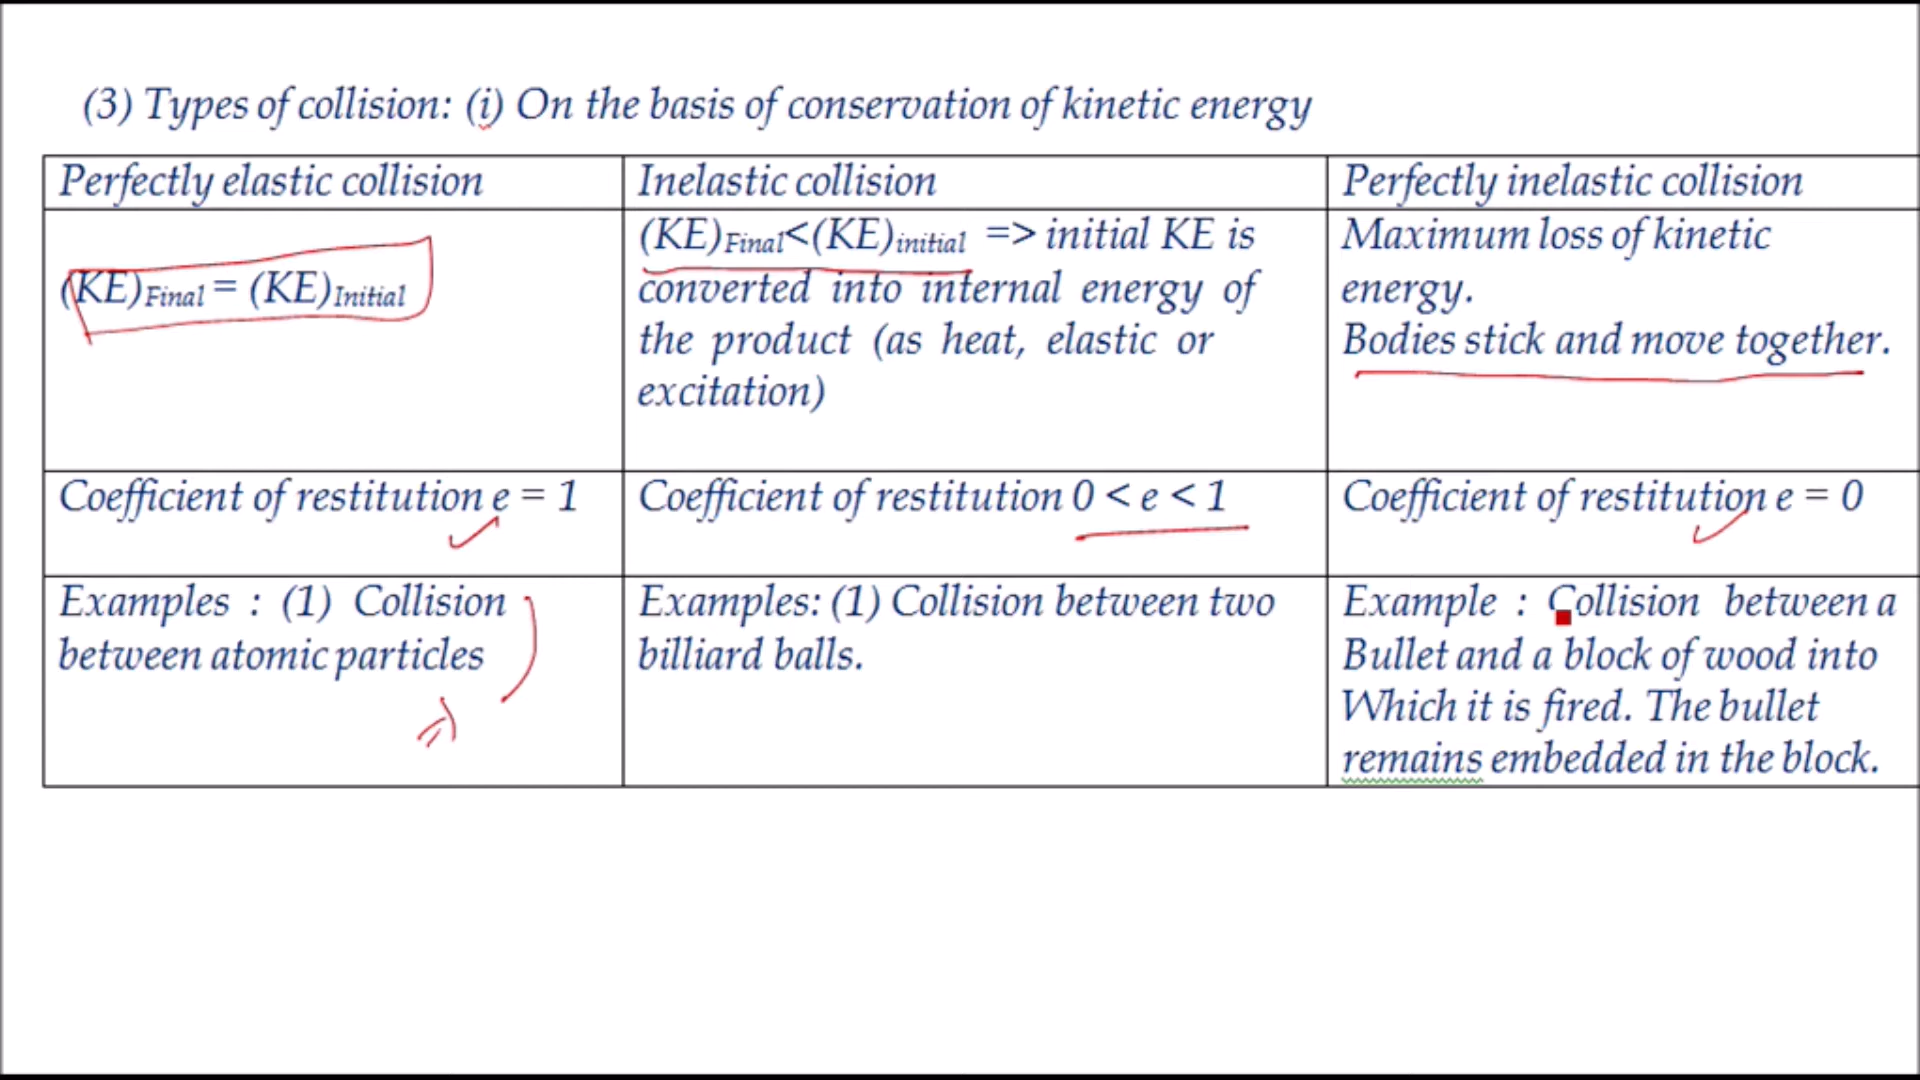 (3) Types of collision: (i) On the basis of conservation of kinetic energy
Perfectly elastic collision
Inelastic collision
Perfectly inelastic collision
(KE)Final = (KE)Initial
(KE)Final<(KE)initial => initial KE is
converted into internal energy of
the product (as heat, elastic or
excitation)
Maximum loss of kinetic
energy.
Bodies stick and move together.
Coefficient of restitution e = 1
Coefficient of restitution 0 < e < 1
Coefficient of restitution e = 0
Examples : (1) Collision
between atomic particles
Examples: (1) Collision between two
billiard balls.
Example : Collision between a
Bullet and a block of wood into
Which it is fired. The bullet
remains embedded in the block.